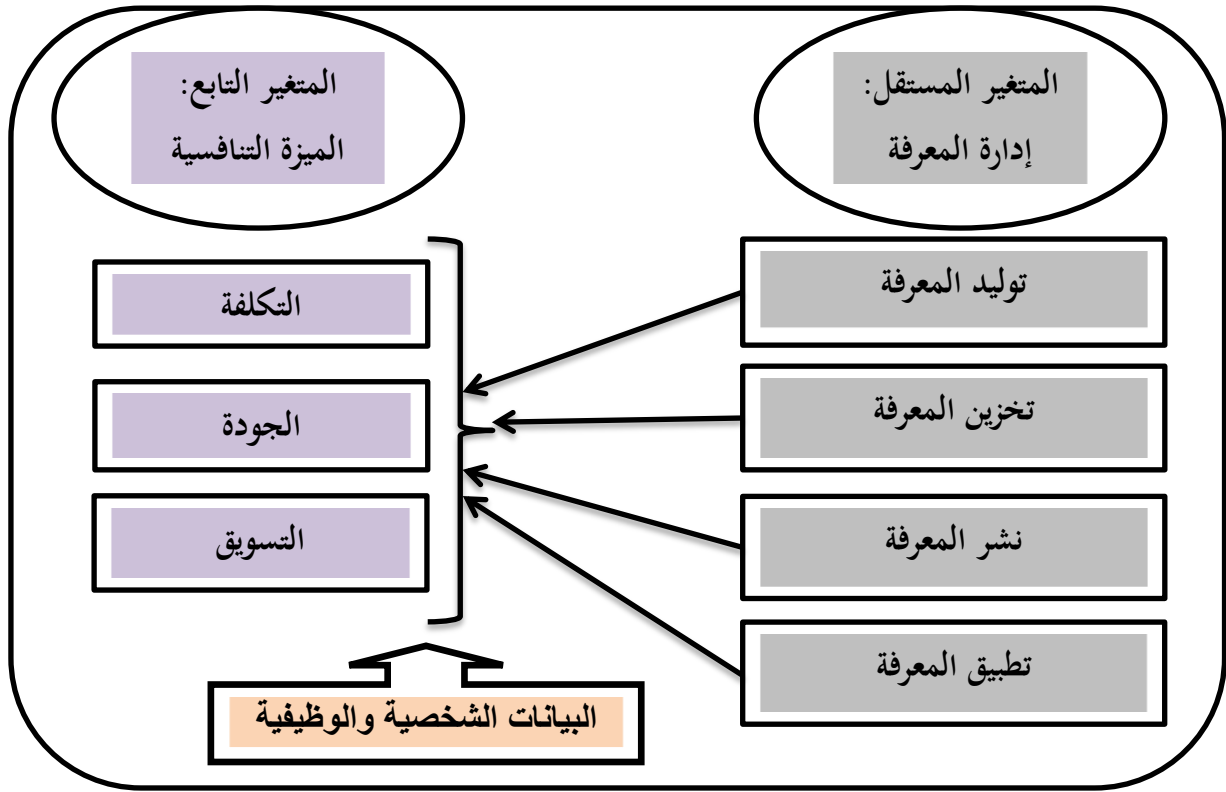 المتغير المستقل:
إدارة المعرفة
توليد المعرفة
تخزين المعرفة
نشر المعرفة
تطبيق المعرفة
المتغير التابع:
الميزة التنافسية
التكلفة
الجودة
التسويق
البيانات الشخصية والوظيفية